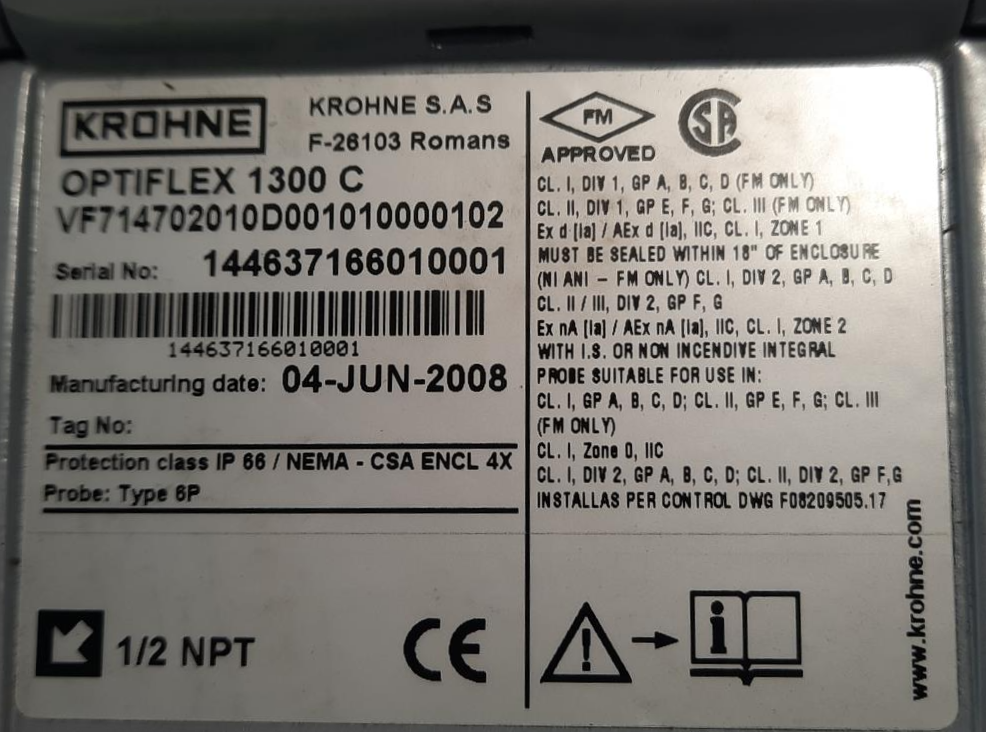 KROHNE
KROHNE S.A.S
F-26103 Romans
OPTIFLEX 1300 C
VF714702010D001010000102
Serial No: 144637166010001
144637166010001
Manufacturing date: 04-JUN-2008
Tag No:
Protection class IP 66 / NEMA - CSA ENCL 4X
Probe: Type 6P
1/2 NPT
CE
FM
APPROVED
SA
CL. I, DIV 1, GP A, B, C, D (FM ONLY)
CL. II, DIV 1, GP E, F, G; CL. III (FM ONLY)
Ex d [Ia] / AEx d [Ia], IIC, CL. I, ZONE 1
MUST BE SEALED WITHIN 18" OF ENCLOSURE
(NI ANI – FM ONLY) CL. I, DIV 2, GP A, B, C, D
CL. II / III, DIV 2, GP F, G
Ex nA [Ia] / AEx nA [Ia], IIC, CL. I, ZONE 2
WITH I.S. OR NON INCENDIVE INTEGRAL
PROBE SUITABLE FOR USE IN:
CL. I, GP A, B, C, D; CL. II, GP E, F, G; CL. III
(FM ONLY)
CL. I, Zone 0, IIC
CL. I, DIV 2, GP A, B, C, D; CL. II, DIV 2, GP F,G
INSTALLAS PER CONTROL DWG F08209505.17
www.krohne.com